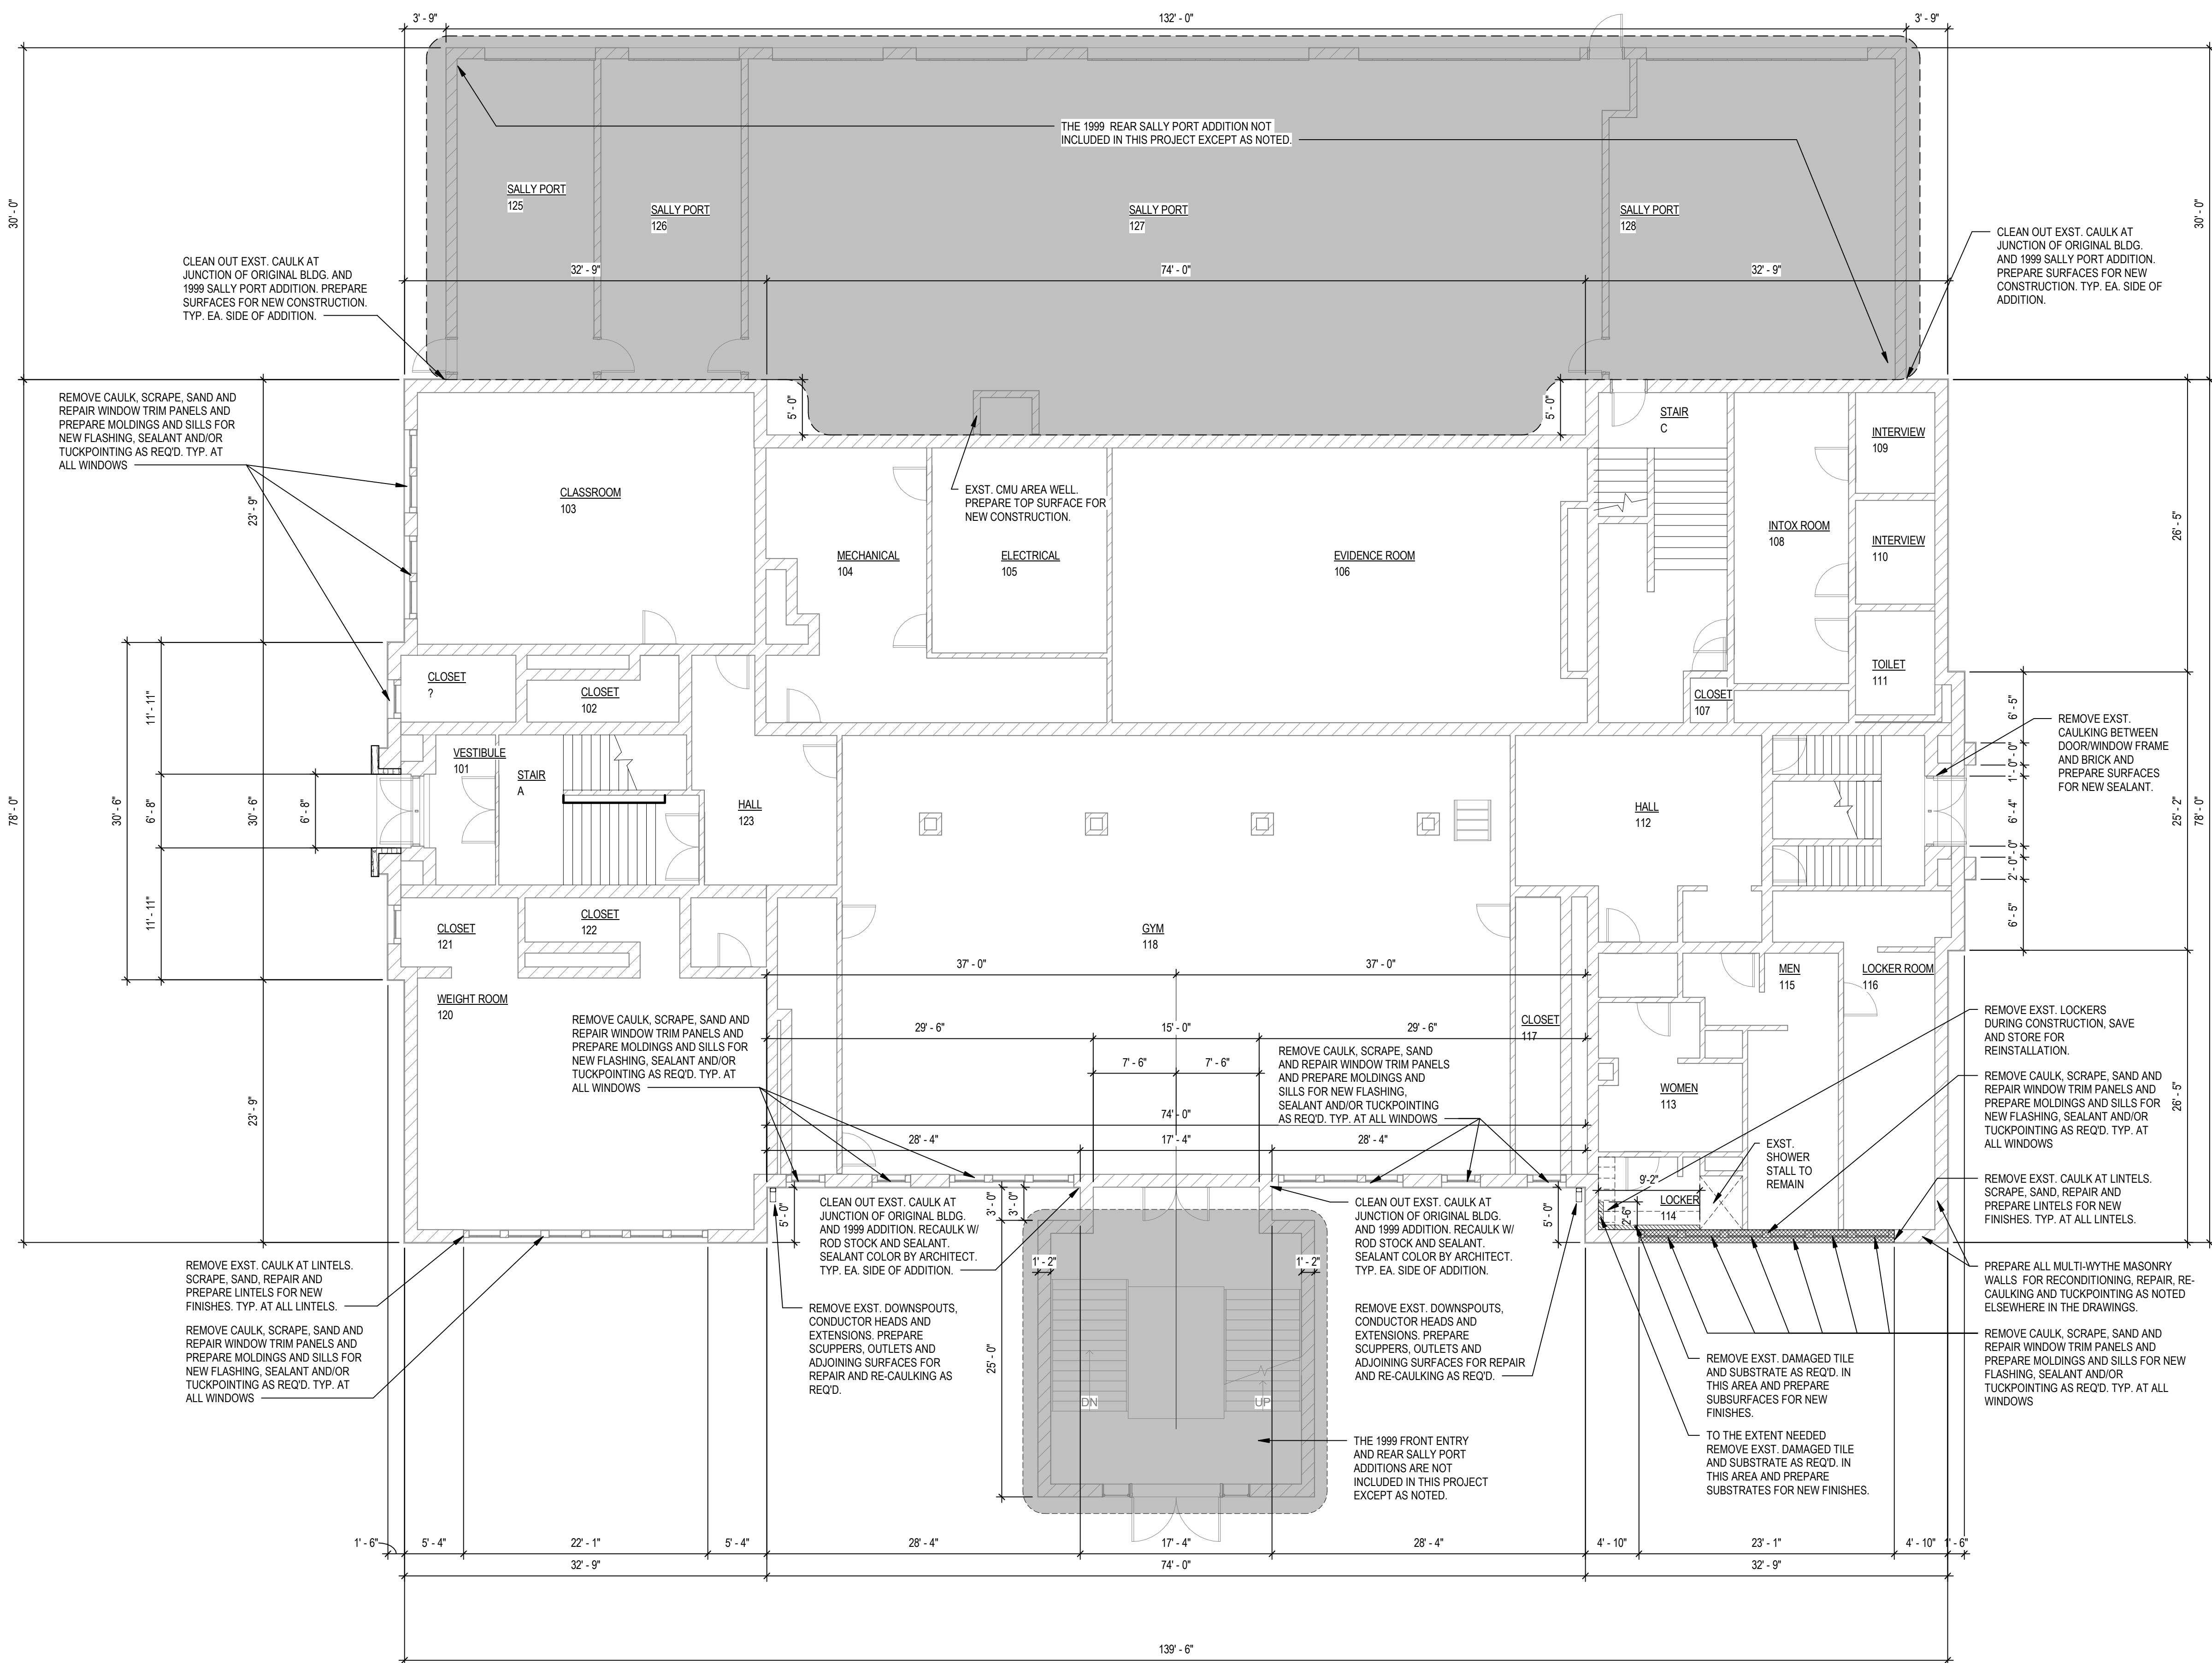 3' - 9"
132' - 0"
3' - 9"
30' - 0"
30' - 0"
THE 1999 REAR SALLY PORT ADDITION NOT
INCLUDED IN THIS PROJECT EXCEPT AS NOTED.
SALLY PORT
125
SALLY PORT
126
SALLY PORT
127
SALLY PORT
128
32' - 9"
74' - 0"
32' - 9"
CLEAN OUT EXST. CAULK AT
JUNCTION OF ORIGINAL BLDG. AND
1999 SALLY PORT ADDITION. PREPARE
SURFACES FOR NEW CONSTRUCTION.
TYP. EA. SIDE OF ADDITION.
CLEAN OUT EXST. CAULK AT
JUNCTION OF ORIGINAL BLDG.
AND 1999 SALLY PORT ADDITION.
PREPARE SURFACES FOR NEW
CONSTRUCTION. TYP. EA. SIDE OF
ADDITION.
REMOVE CAULK, SCRAPE, SAND AND
REPAIR WINDOW TRIM PANELS AND
PREPARE MOLDINGS AND SILLS FOR
NEW FLASHING, SEALANT AND/OR
TUCKPOINTING AS REQ'D. TYP. AT
ALL WINDOWS
5' - 0"
5' - 0"
STAIR
C
INTERVIEW
109
CLASSROOM
103
EXST. CMU AREA WELL.
PREPARE TOP SURFACE FOR
NEW CONSTRUCTION.
23' - 9"
26' - 5"
INTOX ROOM
108
INTERVIEW
110
MECHANICAL
104
ELECTRICAL
105
EVIDENCE ROOM
106
TOILET
111
CLOSET
?
CLOSET
102
CLOSET
107
11' - 11"
6' - 5"
REMOVE EXST.
CAULKING BETWEEN
DOOR/WINDOW FRAME
AND BRICK AND
PREPARE SURFACES
FOR NEW SEALANT.
VESTIBULE
101
STAIR
A
HALL
123
HALL
112
78' - 0"
30' - 6"
6' - 8"
30' - 6"
6' - 8"
1' - 0"
6' - 4"
2' - 0"
25' - 2"
78' - 0"
11' - 11"
6' - 5"
CLOSET
121
CLOSET
122
GYM
118
37' - 0"
37' - 0"
MEN
115
LOCKER ROOM
116
WEIGHT ROOM
120
REMOVE CAULK, SCRAPE, SAND AND
REPAIR WINDOW TRIM PANELS AND
PREPARE MOLDINGS AND SILLS FOR
NEW FLASHING, SEALANT AND/OR
TUCKPOINTING AS REQ'D. TYP. AT
ALL WINDOWS
29' - 6"
15' - 0"
29' - 6"
7' - 6"
7' - 6"
CLOSET
117
REMOVE CAULK, SCRAPE, SAND
AND REPAIR WINDOW TRIM PANELS
AND PREPARE MOLDINGS AND
SILLS FOR NEW FLASHING,
SEALANT AND/OR TUCKPOINTING
AS REQ'D. TYP. AT ALL WINDOWS
REMOVE EXST. LOCKERS
DURING CONSTRUCTION, SAVE
AND STORE FOR
REINSTALLATION.
WOMEN
113
REMOVE CAULK, SCRAPE, SAND AND
REPAIR WINDOW TRIM PANELS AND
PREPARE MOLDINGS AND SILLS FOR
NEW FLASHING, SEALANT AND/OR
TUCKPOINTING AS REQ'D. TYP. AT
ALL WINDOWS
23' - 9"
26' - 5"
74' - 0"
28' - 4"
17' - 4"
28' - 4"
EXST.
SHOWER
STALL TO
REMAIN
9'-2"
LOCKER
114
2'-6"
REMOVE EXST. CAULK AT LINTELS.
SCRAPE, SAND, REPAIR AND
PREPARE LINTELS FOR NEW
FINISHES. TYP. AT ALL LINTELS.
5' - 0"
CLEAN OUT EXST. CAULK AT
JUNCTION OF ORIGINAL BLDG.
AND 1999 ADDITION. RECAULK W/
ROD STOCK AND SEALANT.
SEALANT COLOR BY ARCHITECT.
TYP. EA. SIDE OF ADDITION.
3' - 0"
3' - 0"
CLEAN OUT EXST. CAULK AT
JUNCTION OF ORIGINAL BLDG.
AND 1999 ADDITION. RECAULK W/
ROD STOCK AND SEALANT.
SEALANT COLOR BY ARCHITECT.
TYP. EA. SIDE OF ADDITION.
5' - 0"
1' - 2"
1' - 2"
REMOVE EXST. CAULK AT LINTELS.
SCRAPE, SAND, REPAIR AND
PREPARE LINTELS FOR NEW
FINISHES. TYP. AT ALL LINTELS.
PREPARE ALL MULTI-WYTHE MASONRY
WALLS FOR RECONDITIONING, REPAIR, RE-
CAULKING AND TUCKPOINTING AS NOTED
ELSEWHERE IN THE DRAWINGS.
REMOVE EXST. DOWNSPOUTS,
CONDUCTOR HEADS AND
EXTENSIONS. PREPARE
SCUPPERS, OUTLETS AND
ADJOINING SURFACES FOR
REPAIR AND RE-CAULKING AS
REQ'D.
25' - 0"
DN
UP
REMOVE EXST. DOWNSPOUTS,
CONDUCTOR HEADS AND
EXTENSIONS. PREPARE
SCUPPERS, OUTLETS AND
ADJOINING SURFACES FOR REPAIR
AND RE-CAULKING AS REQ'D.
REMOVE CAULK, SCRAPE, SAND AND
REPAIR WINDOW TRIM PANELS AND
PREPARE MOLDINGS AND SILLS FOR
NEW FLASHING, SEALANT AND/OR
TUCKPOINTING AS REQ'D. TYP. AT
ALL WINDOWS
REMOVE CAULK, SCRAPE, SAND AND
REPAIR WINDOW TRIM PANELS AND
PREPARE MOLDINGS AND SILLS FOR NEW
FLASHING, SEALANT AND/OR
TUCKPOINTING AS REQ'D. TYP. AT ALL
WINDOWS
REMOVE EXST. DAMAGED TILE
AND SUBSTRATE AS REQ'D. IN
THIS AREA AND PREPARE
SUBSURFACES FOR NEW
FINISHES.
THE 1999 FRONT ENTRY
AND REAR SALLY PORT
ADDITIONS ARE NOT
INCLUDED IN THIS PROJECT
EXCEPT AS NOTED.
TO THE EXTENT NEEDED
REMOVE EXST. DAMAGED TILE
AND SUBSTRATE AS REQ'D. IN
THIS AREA AND PREPARE
SUBSTRATES FOR NEW FINISHES.
1' - 6"
5' - 4"
22' - 1"
5' - 4"
28' - 4"
17' - 4"
28' - 4"
4' - 10"
23' - 1"
4' - 10"
1' - 6"
32' - 9"
74' - 0"
32' - 9"
139' - 6"